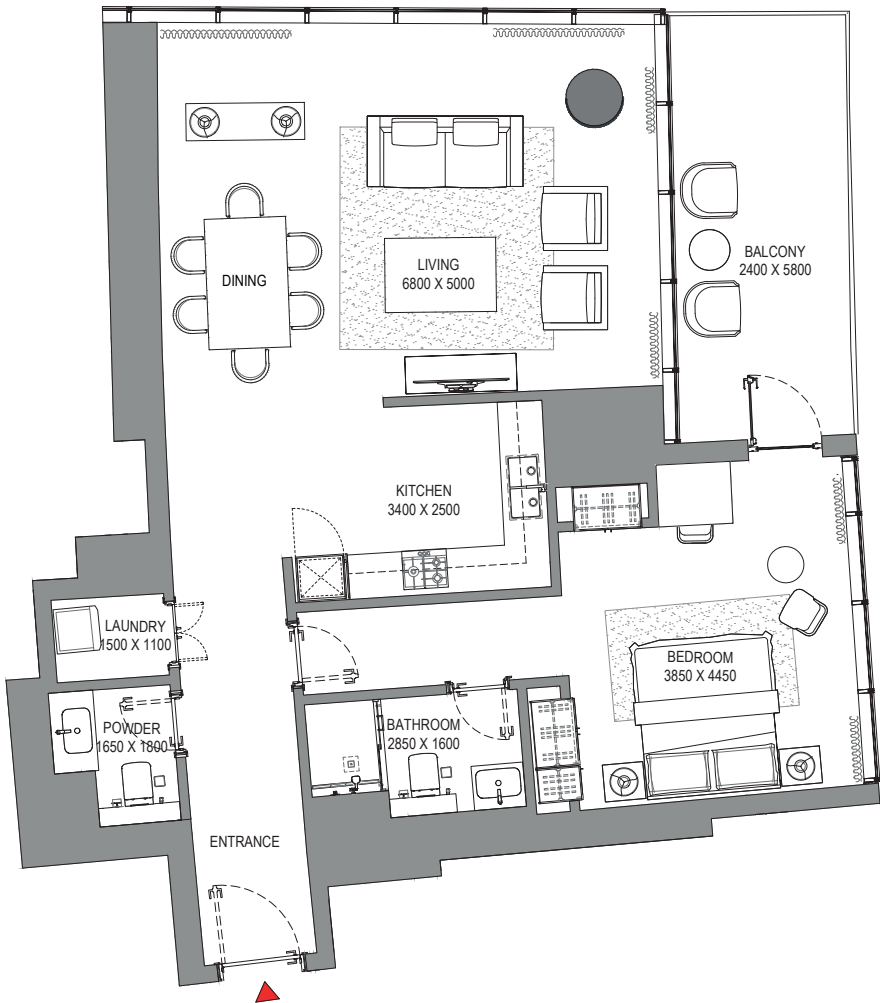 BALCONY
2400 X 5800
LIVING
6800 X 5000
DINING
KITCHEN
3400 X 2500
LAUNDRY
1500 X 1100
BEDROOM
3850 X 4450
POWDER
1650 X 1800
BATHROOM
2850 X 1600
ENTRANCE